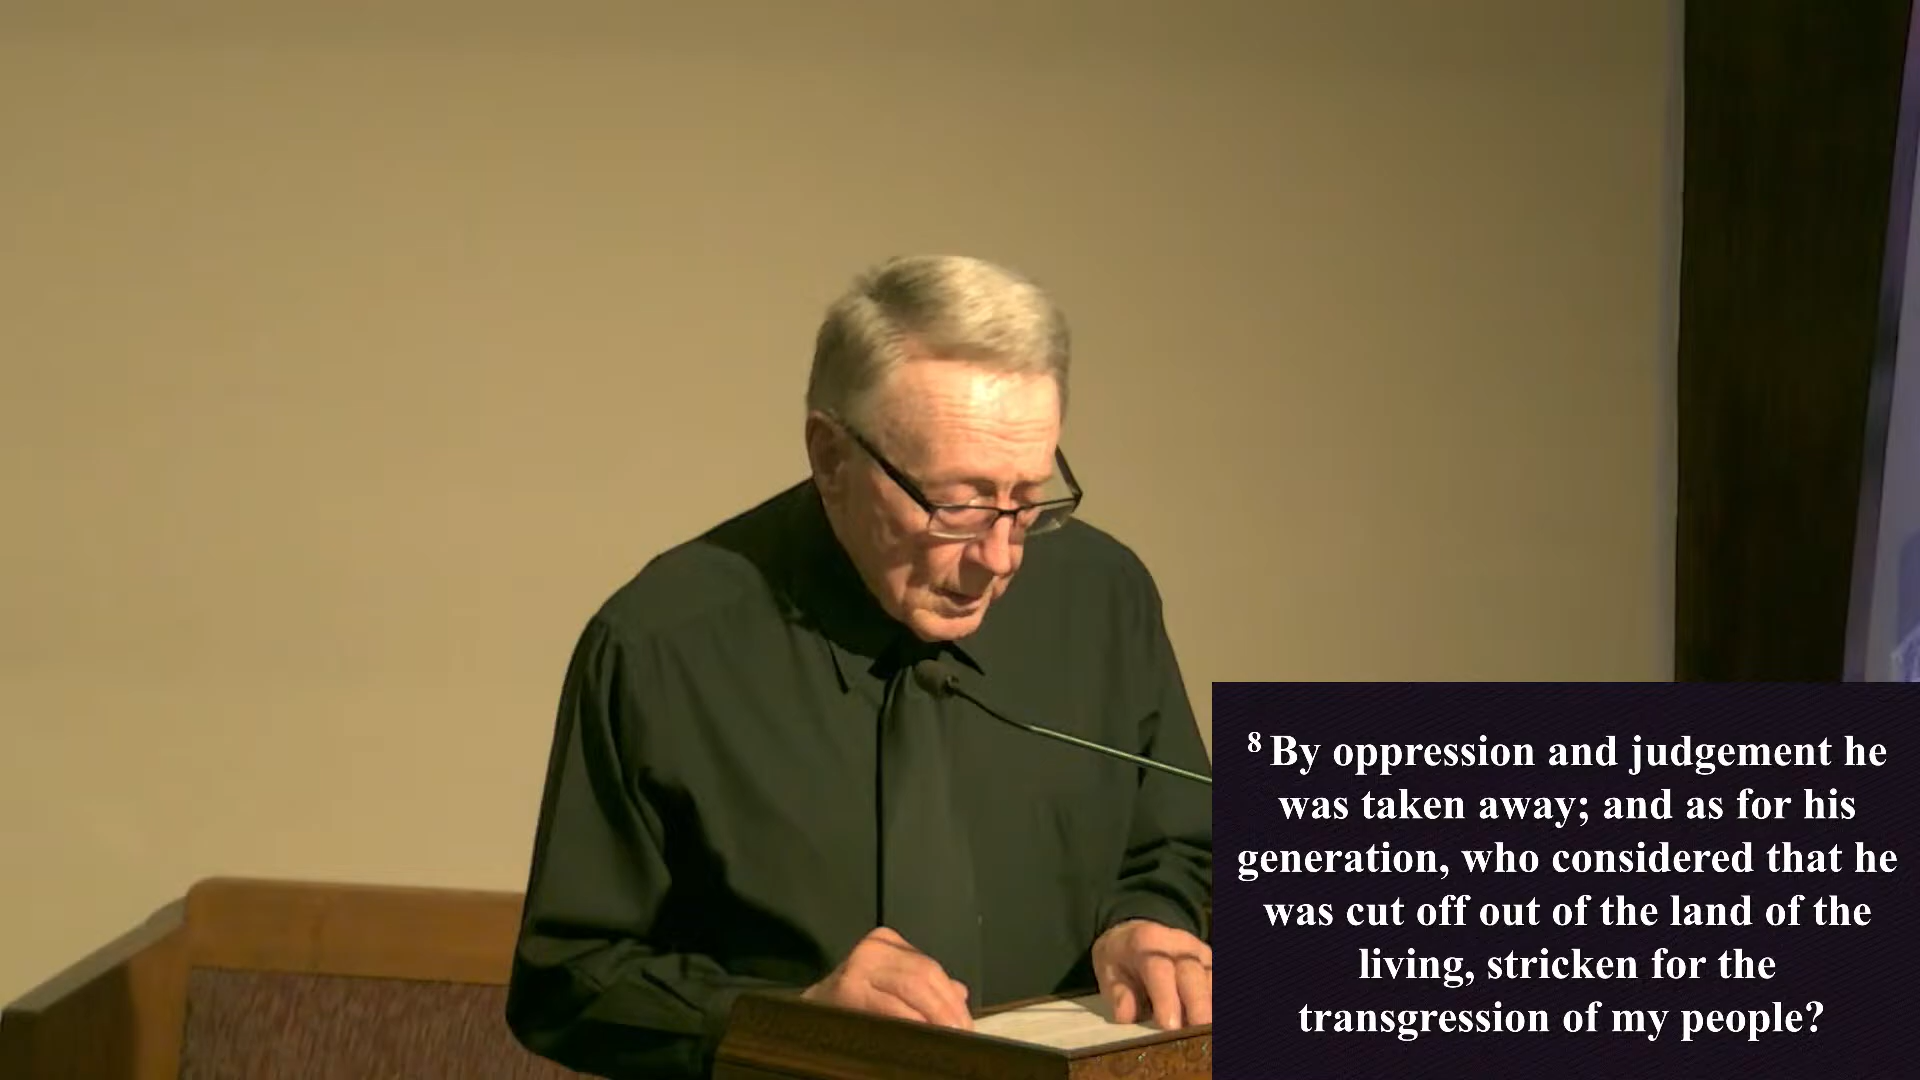 8 By oppression and judgement he
was taken away; and as for his
generation, who considered that he
was cut off out of the land of the
living, stricken for the
transgression of my people?